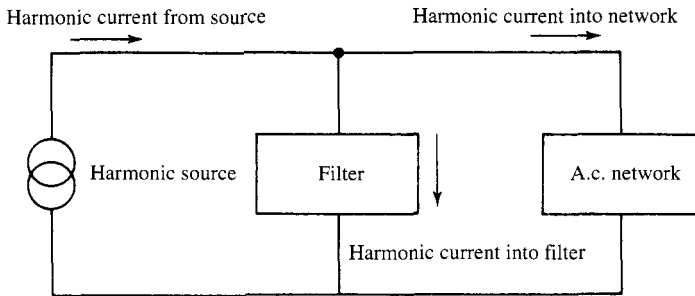 Harmonic current from source
Harmonic current into network
Harmonic source
Filter
A.c. network
Harmonic current into filter